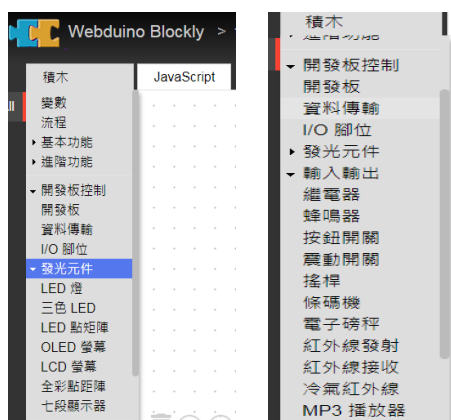 Webduino Blockly >
積木
JavaScript
變數
流程
基本功能
進階功能
開發板控制
開發板
資料傳輸
I/O 腳位
發光元件
LED 燈
三色 LED
LED 點矩陣
OLED 螢幕
LCD 螢幕
全彩點距陣
七段顯示器
積木
進階功能
開發板控制
開發板
資料傳輸
I/O 腳位
發光元件
輸入輸出
繼電器
蜂鳴器
按鈕開關
震動開關
搖桿
條碼機
電子磅秤
紅外線發射
紅外線接收
冷氣紅外線
MP3 播放器